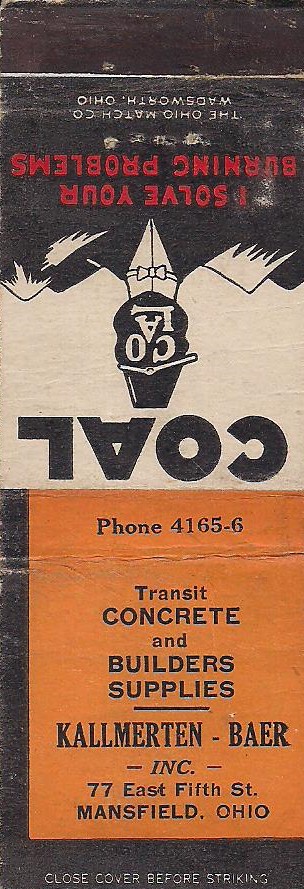 THE OHIO MATCH CO
WADSWORTH, OHIO
I SOLVE YOUR
BURNING PROBLEMS
CO
AL
COAL
Phone 4165-6
Transit
CONCRETE
and
BUILDERS
SUPPLIES
KALLMERTEN - BAER
- INC. -
77 East Fifth St.
MANSFIELD, OHIO
CLOSE COVER BEFORE STRIKING